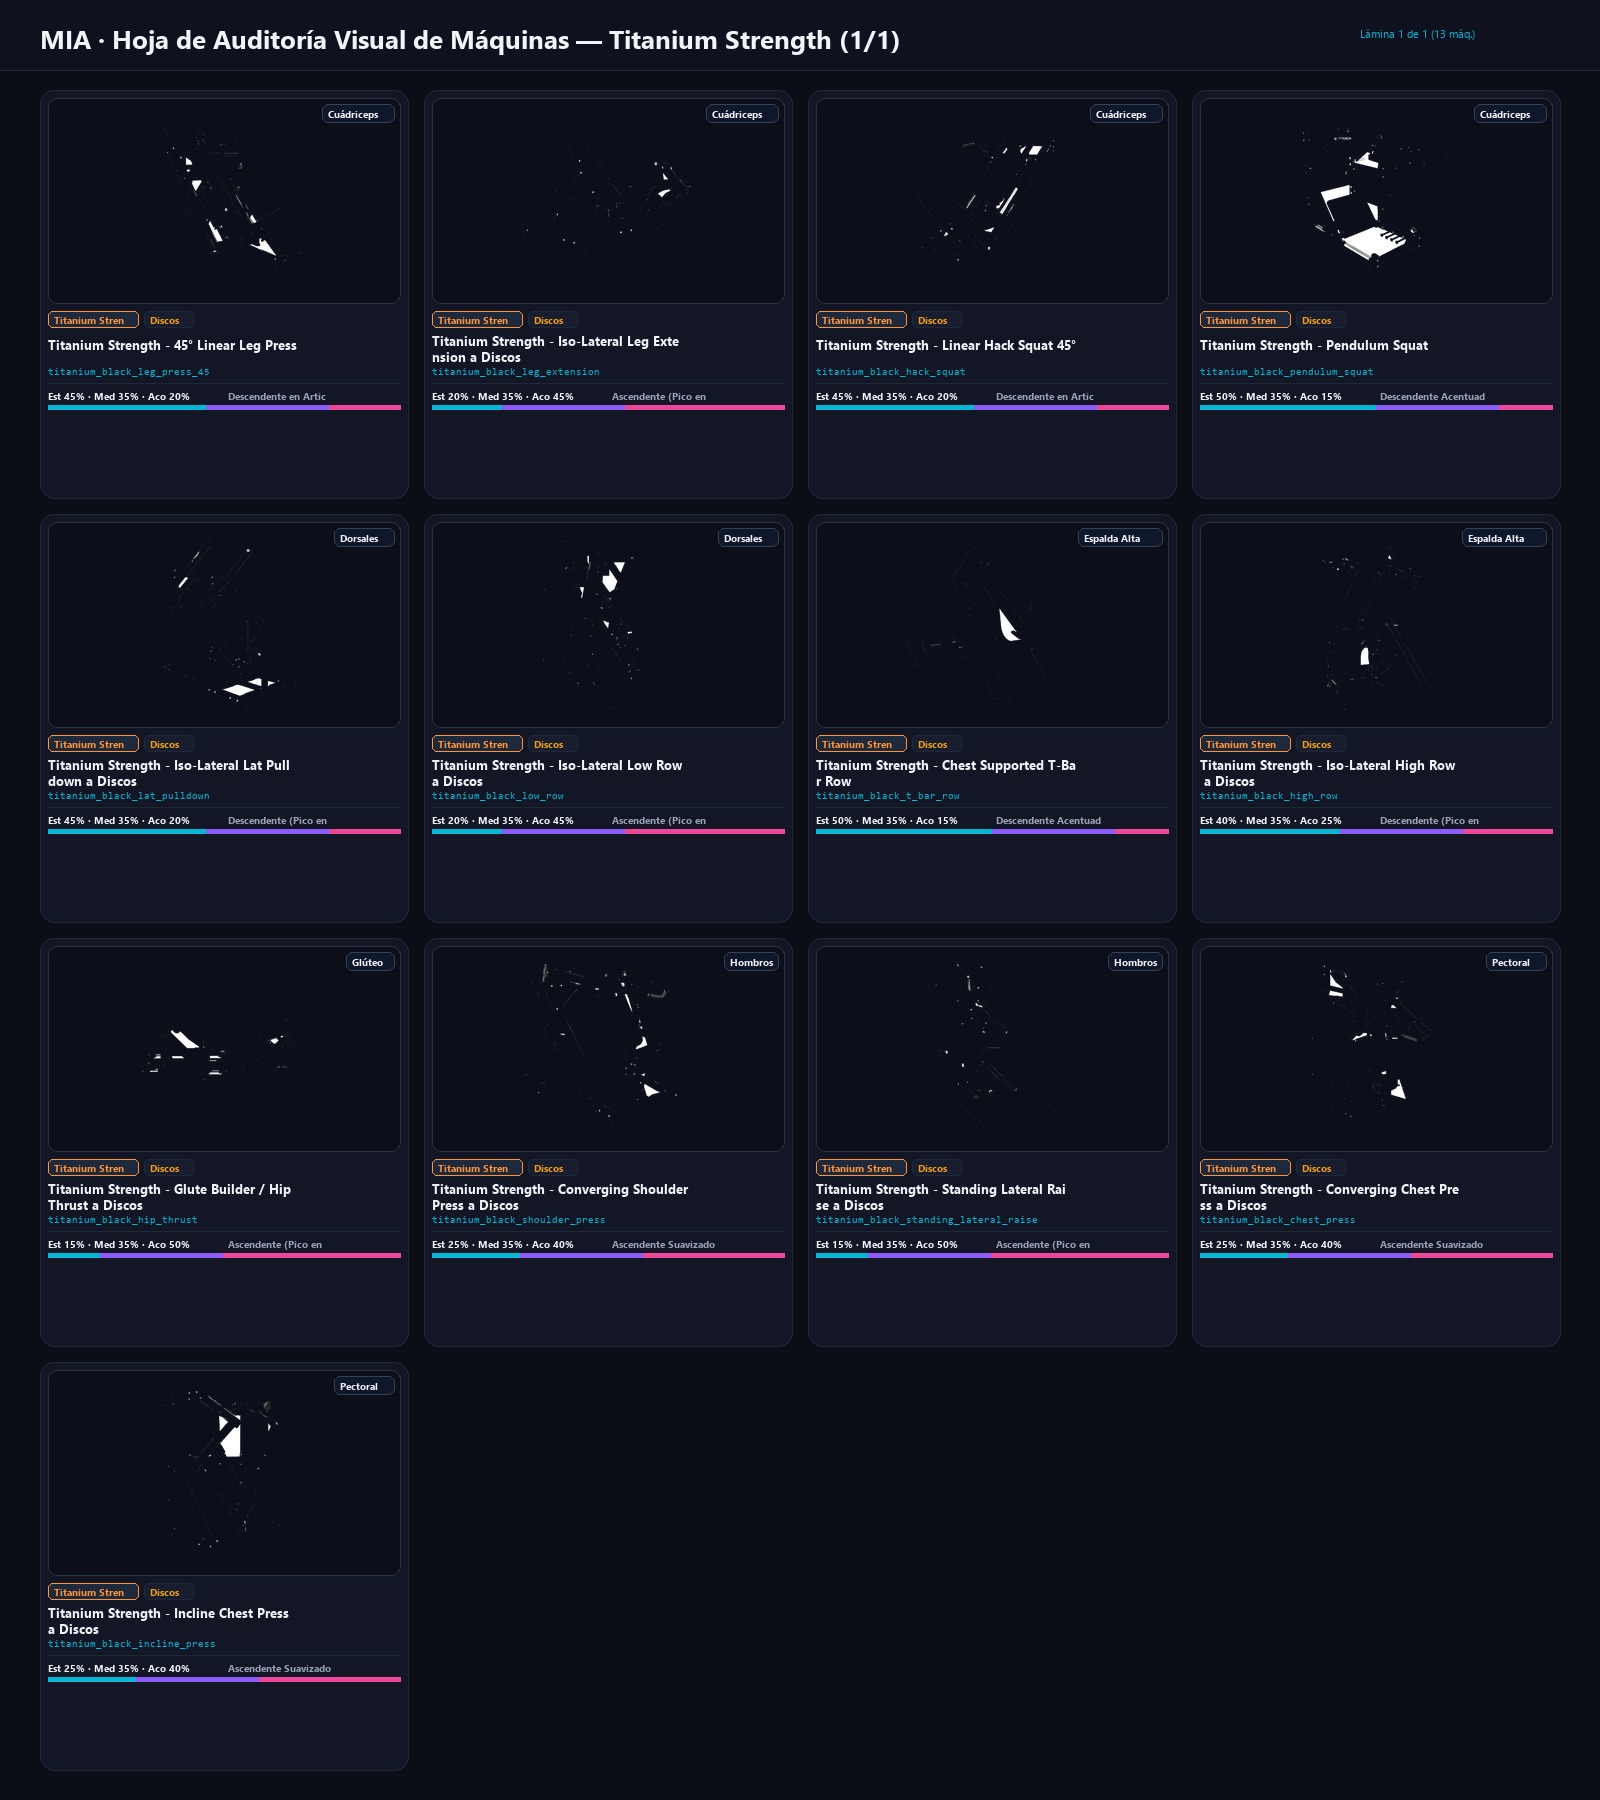 MIA · Hoja de Auditoría Visual de Máquinas — Titanium Strength (1/1)
Lámina 1 de 1 (13 máq.)
Cuádriceps
Titanium Stren
Discos
Titanium Strength - 45° Linear Leg Press
titanium_black_leg_press_45
Est 45% · Med 35% · Aco 20%
Descendente en Artic
Cuádriceps
Titanium Stren
Discos
Titanium Strength - Iso-Lateral Leg Exte
nsion a Discos
titanium_black_leg_extension
Est 20% · Med 35% · Aco 45%
Ascendente (Pico en
Cuádriceps
Titanium Stren
Discos
Titanium Strength - Linear Hack Squat 45°
titanium_black_hack_squat
Est 45% · Med 35% · Aco 20%
Descendente en Artic
Cuádriceps
Titanium Stren
Discos
Titanium Strength - Pendulum Squat
titanium_black_pendulum_squat
Est 50% · Med 35% · Aco 15%
Descendente Acentuad
Dorsales
Titanium Stren
Discos
Titanium Strength - Iso-Lateral Lat Pull
down a Discos
titanium_black_lat_pulldown
Est 45% · Med 35% · Aco 20%
Descendente (Pico en
Dorsales
Titanium Stren
Discos
Titanium Strength - Iso-Lateral Low Row
a Discos
titanium_black_low_row
Est 20% · Med 35% · Aco 45%
Ascendente (Pico en
Espalda Alta
Titanium Stren
Discos
Titanium Strength - Chest Supported T-Ba
r Row
titanium_black_t_bar_row
Est 50% · Med 35% · Aco 15%
Descendente Acentuad
Espalda Alta
Titanium Stren
Discos
Titanium Strength - Iso-Lateral High Row
a Discos
titanium_black_high_row
Est 40% · Med 35% · Aco 25%
Descendente (Pico en
Glúteo
Titanium Stren
Discos
Titanium Strength - Glute Builder / Hip
Thrust a Discos
titanium_black_hip_thrust
Est 15% · Med 35% · Aco 50%
Ascendente (Pico en
Hombros
Titanium Stren
Discos
Titanium Strength - Converging Shoulder
Press a Discos
titanium_black_shoulder_press
Est 25% · Med 35% · Aco 40%
Ascendente Suavizado
Hombros
Titanium Stren
Discos
Titanium Strength - Standing Lateral Rai
se a Discos
titanium_black_standing_lateral_raise
Est 15% · Med 35% · Aco 50%
Ascendente (Pico en
Pectoral
Titanium Stren
Discos
Titanium Strength - Converging Chest Pre
ss a Discos
titanium_black_chest_press
Est 25% · Med 35% · Aco 40%
Ascendente Suavizado
Pectoral
Titanium Stren
Discos
Titanium Strength - Incline Chest Press
a Discos
titanium_black_incline_press
Est 25% · Med 35% · Aco 40%
Ascendente Suavizado